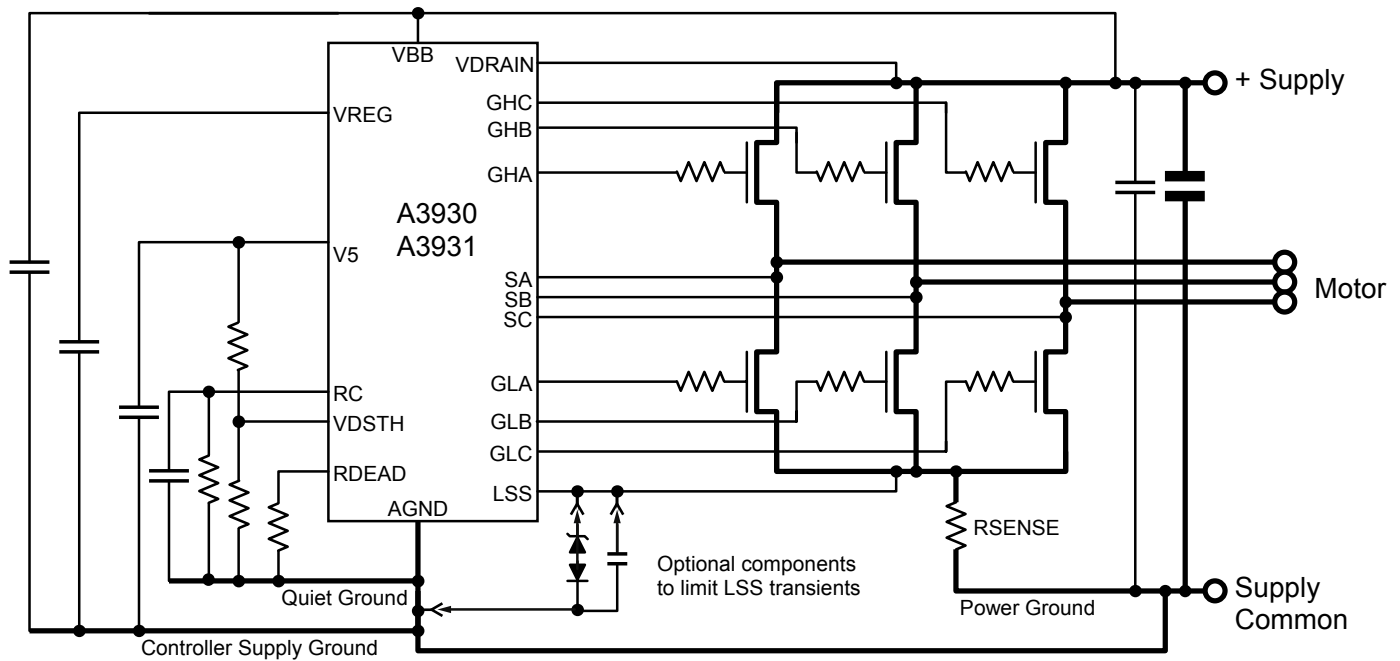 VBB
VDRAIN
+ Supply
GHC
VREG
GHB
GHA
A3930
A3931
V5
SA
SB
SC
Motor
GLA
RC
GLB
VDSTH
GLC
RDEAD
LSS
AGND
RSENSE
Optional components
to limit LSS transients
Quiet Ground
Power Ground
Supply
Common
Controller Supply Ground